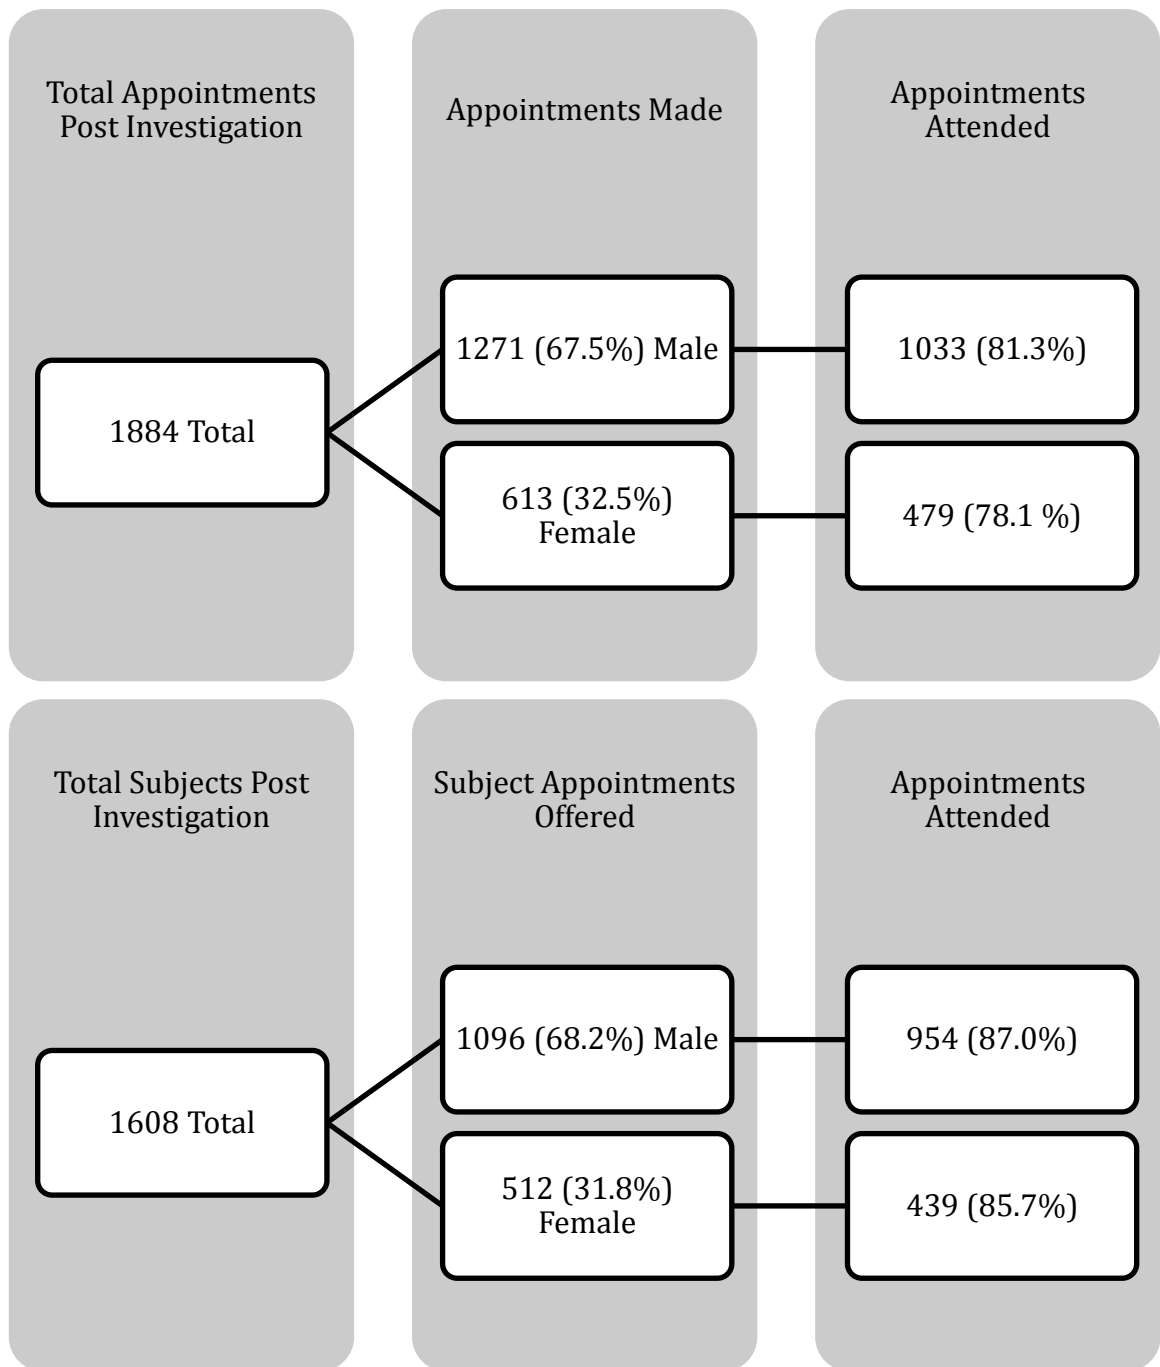 Total Appointments
Post Investigation
Appointments Made
Appointments
Attended
1884 Total
1271 (67.5%) Male
1033 (81.3%)
613 (32.5%)
Female
479 (78.1 %)
Total Subjects Post
Investigation
Subject Appointments
Offered
Appointments
Attended
1608 Total
1096 (68.2%) Male
954 (87.0%)
512 (31.8%)
Female
439 (85.7%)